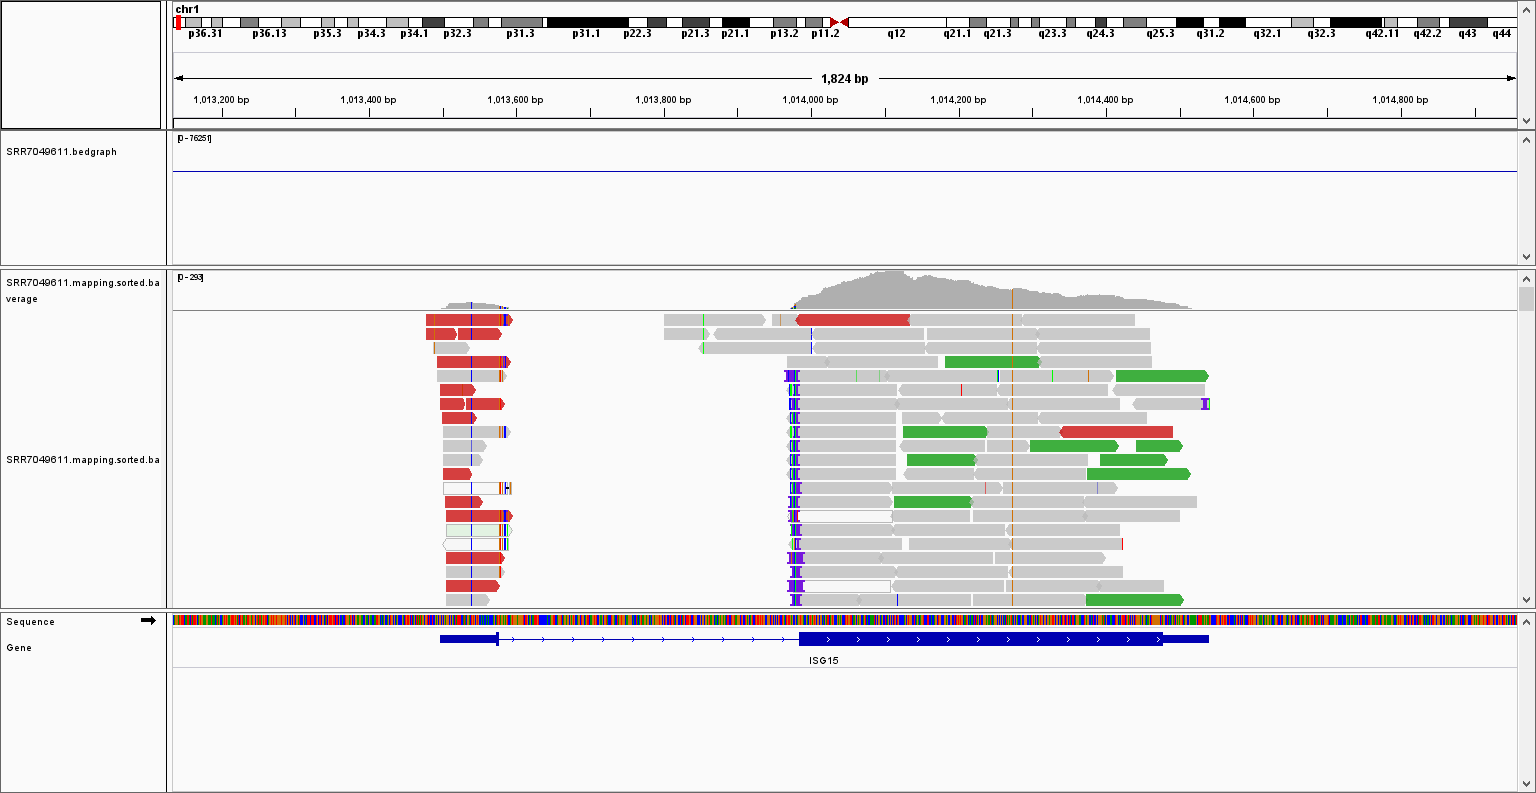 chr1
p36.31 p36.13 p35.3 p34.3 p34.1 p32.3 p31.3 p31.1 p22.3 p21.3 p21.1 p13.2 p11.2 q12 q21.1 q21.3 q23.3 q24.3 q25.3 q31.2 q32.1 q32.3 q42.11 q42.2 q43 q44
1,824 bp
1,013,200 bp 1,013,400 bp 1,013,600 bp 1,013,800 bp 1,014,000 bp 1,014,200 bp 1,014,400 bp 1,014,600 bp 1,014,800 bp
[0 - 76251]
SRR7049611.bedgraph
[0 - 293]
SRR7049611.mapping.sorted.ba
verage
SRR7049611.mapping.sorted.ba
Sequence
Gene
ISG15